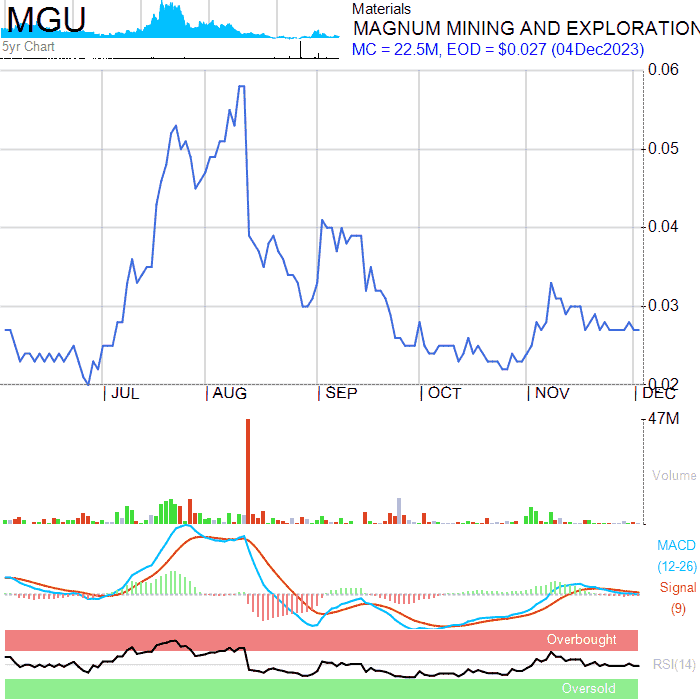 MGU
5yr Chart
Materials
MAGNUM MINING AND EXPLORATION
MC = 22.5M, EOD = $0.027 (04Dec2023)
0.06
0.05
0.04
0.03
0.02
JUL
AUG
SEP
OCT
NOV
DEC
47M
Volume
MACD
(12-26)
Signal
(9)
Overbought
RSI(14)
Oversold